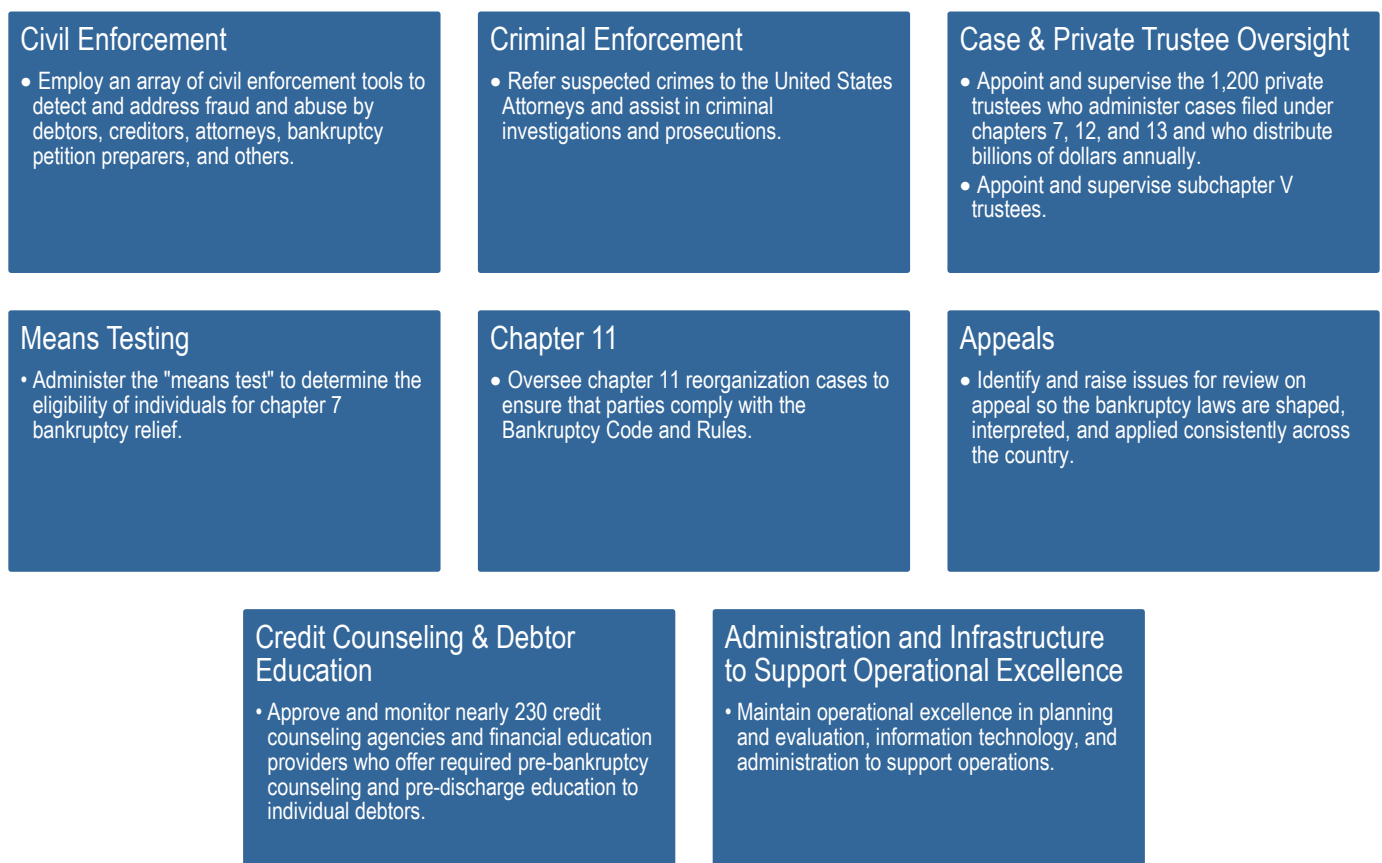 Civil Enforcement
● Employ an array of civil enforcement tools to
detect and address fraud and abuse by
debtors, creditors, attorneys, bankruptcy
petition preparers, and others.
Criminal Enforcement
● Refer suspected crimes to the United States
Attorneys and assist in criminal
investigations and prosecutions.
Case & Private Trustee Oversight
● Appoint and supervise the 1,200 private
trustees who administer cases filed under
chapters 7, 12, and 13 and who distribute
billions of dollars annually.
● Appoint and supervise subchapter V
trustees.
Means Testing
• Administer the "means test" to determine the
eligibility of individuals for chapter 7
bankruptcy relief.
Chapter 11
● Oversee chapter 11 reorganization cases to
ensure that parties comply with the
Bankruptcy Code and Rules.
Appeals
● Identify and raise issues for review on
appeal so the bankruptcy laws are shaped,
interpreted, and applied consistently across
the country.
Credit Counseling & Debtor
Education
• Approve and monitor nearly 230 credit
counseling agencies and financial education
providers who offer required pre-bankruptcy
counseling and pre-discharge education to
individual debtors.
Administration and Infrastructure
to Support Operational Excellence
• Maintain operational excellence in planning
and evaluation, information technology, and
administration to support operations.